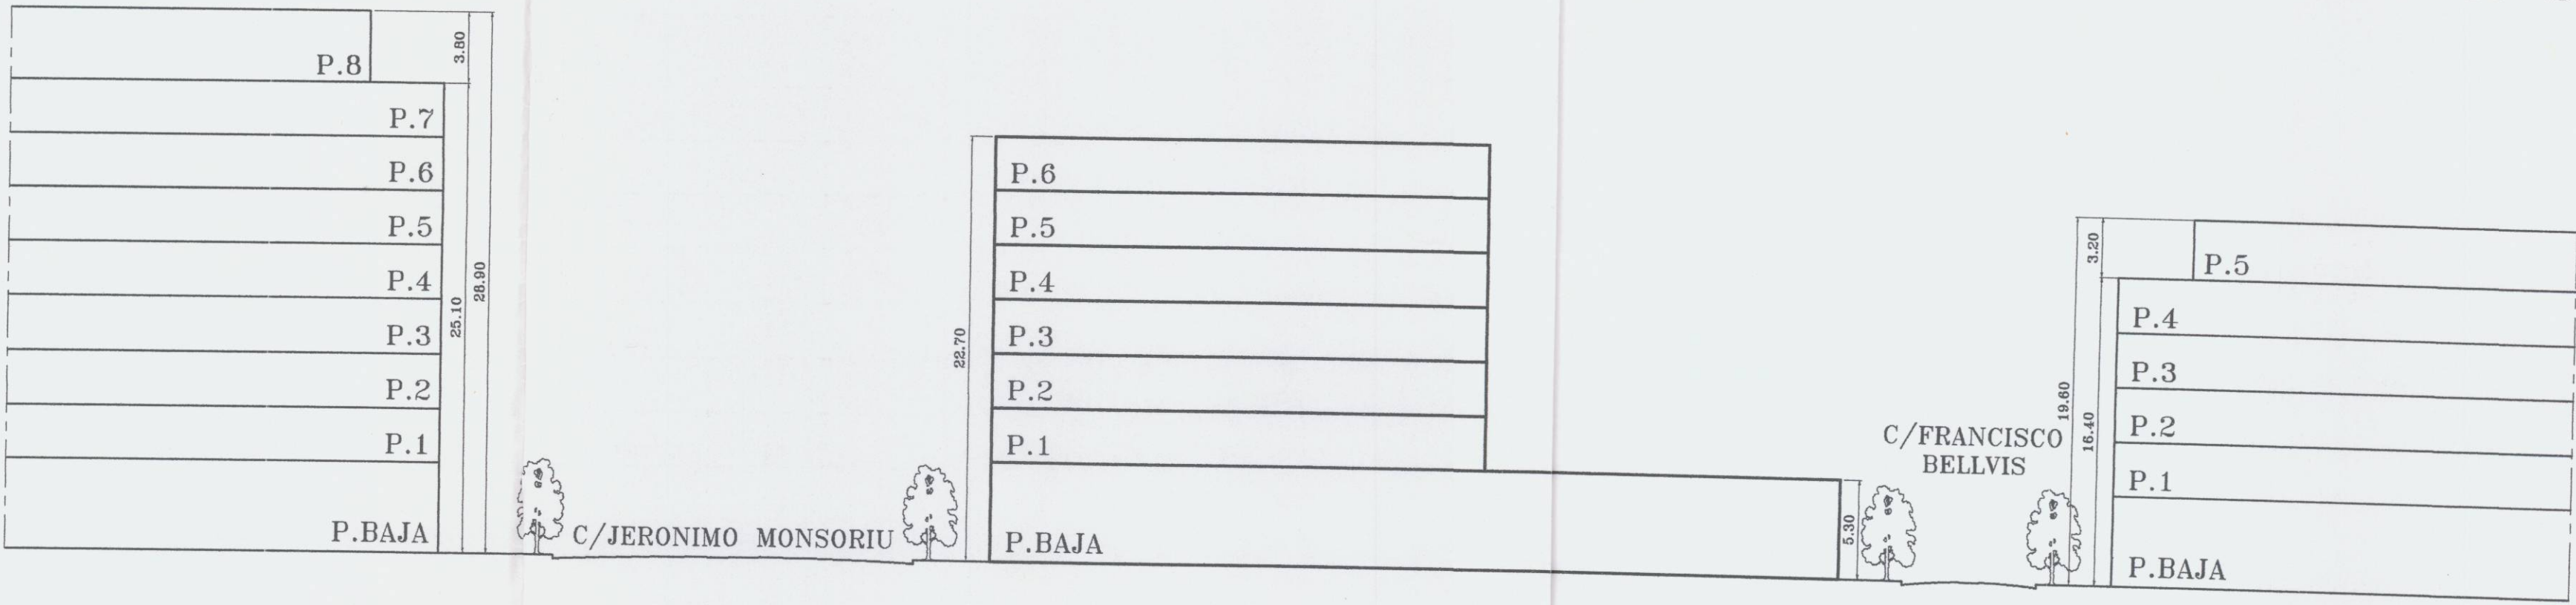 P.8
P.7
P.6
P.5
P.4
P.3
P.2
P.1
P.BAJA
3.80
25.10
28.90
C/JERONIMO MONSORIU
22.70
P.6
P.5
P.4
P.3
P.2
P.1
P.BAJA
5.30
C/FRANCISCO
BELLVIS
19.60
3.20
16.40
P.5
P.4
P.3
P.2
P.1
P.BAJA